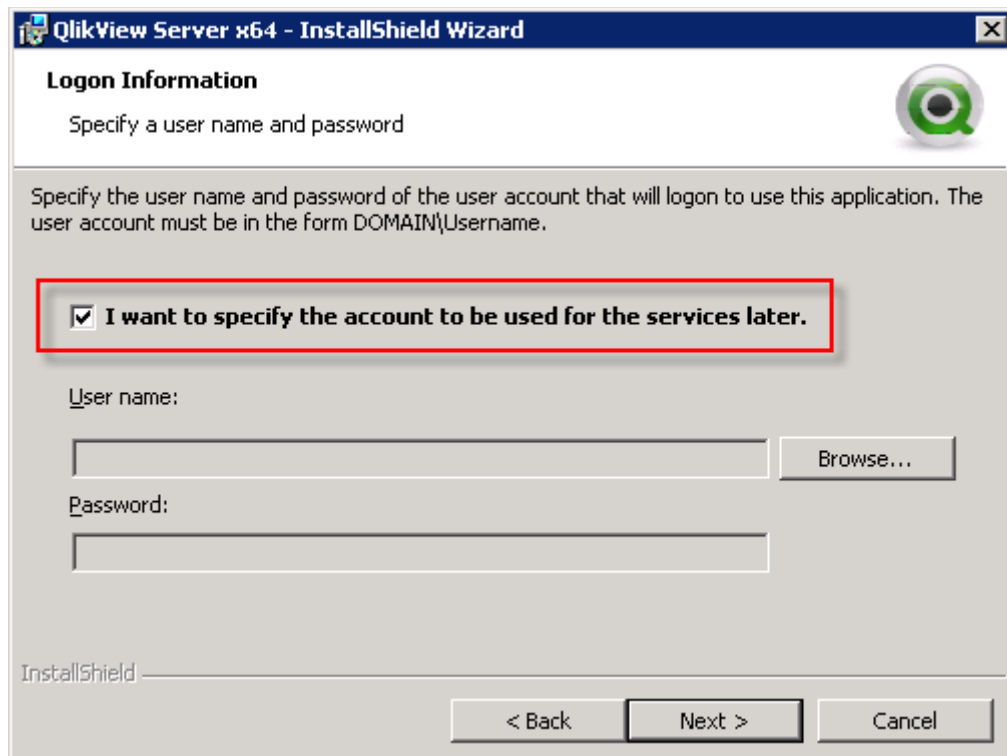 QlikView Server x64 - InstallShield Wizard
Logon Information
Specify a user name and password
Specify the user name and password of the user account that will logon to use this application. The
user account must be in the form DOMAIN\Username.
I want to specify the account to be used for the services later.
User name:
Browse...
Password:
InstallShield
< Back
Next >
Cancel